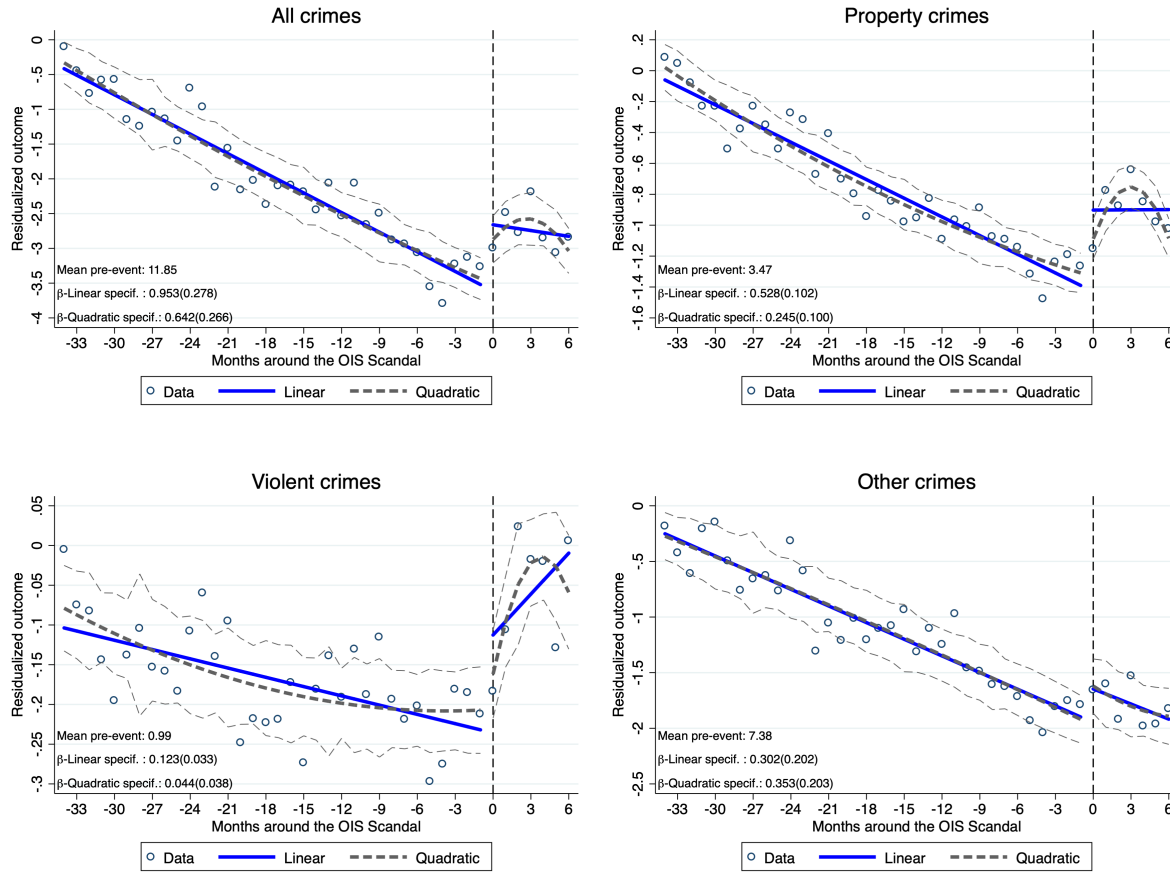 All crimes
Residualized outcome
0
-.5
-1
-1.5
-2
-2.5
-3
-3.5
-4
Mean pre-event: 11.85
β-Linear specif. : 0.953(0.278)
β-Quadratic specif.: 0.642(0.266)
-33 -30 -27 -24 -21 -18 -15 -12 -9 -6 -3 0 3 6
Months around the OIS Scandal
Data Linear Quadratic
Property crimes
Residualized outcome
.2
0
-.2
-.4
-.6
-.8
-1
-1.2
-1.4
-1.6
Mean pre-event: 3.47
β-Linear specif. : 0.528(0.102)
β-Quadratic specif.: 0.245(0.100)
-33 -30 -27 -24 -21 -18 -15 -12 -9 -6 -3 0 3 6
Months around the OIS Scandal
Data Linear Quadratic
Violent crimes
Residualized outcome
.05
0
-.05
-.1
-.15
-.2
-.25
-.3
Mean pre-event: 0.99
β-Linear specif. : 0.123(0.033)
β-Quadratic specif.: 0.044(0.038)
-33 -30 -27 -24 -21 -18 -15 -12 -9 -6 -3 0 3 6
Months around the OIS Scandal
Data Linear Quadratic
Other crimes
Residualized outcome
0
-.5
-1
-1.5
-2
-2.5
Mean pre-event: 7.38
β-Linear specif. : 0.302(0.202)
β-Quadratic specif.: 0.353(0.203)
-33 -30 -27 -24 -21 -18 -15 -12 -9 -6 -3 0 3 6
Months around the OIS Scandal
Data Linear Quadratic